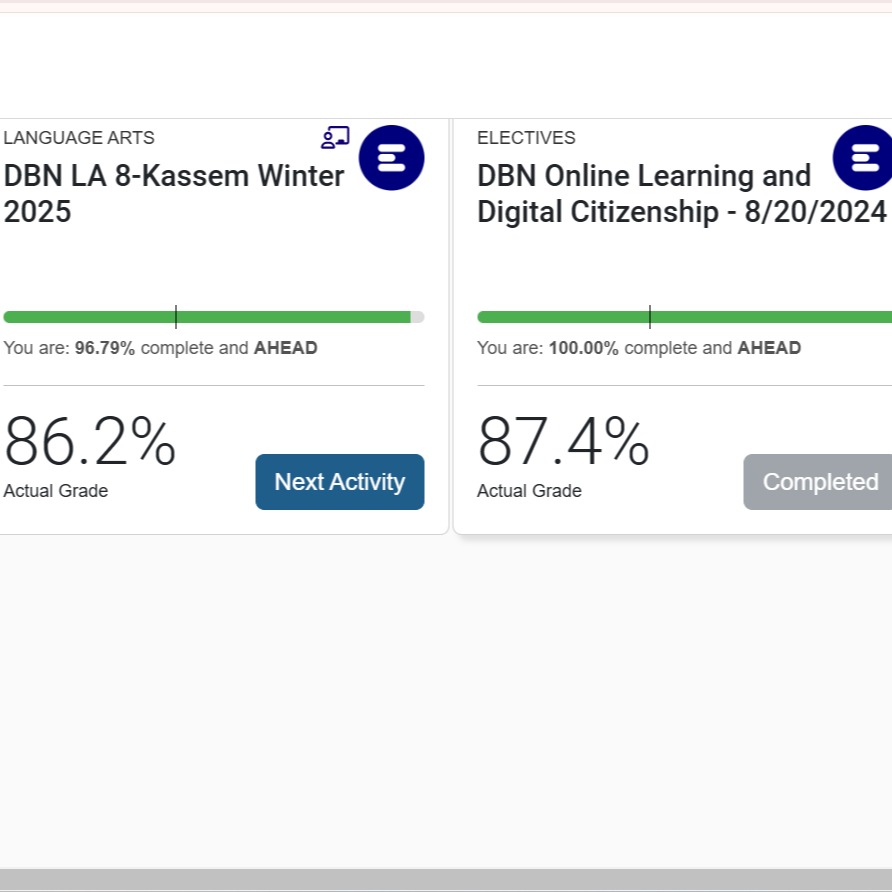 LANGUAGE ARTS
DBN LA 8-Kassem Winter
2025
You are: 96.79% complete and AHEAD
86.2%
Actual Grade
Next Activity
ELECTIVES
DBN Online Learning and
Digital Citizenship - 8/20/2024
You are: 100.00% complete and AHEAD
87.4%
Actual Grade
Completed